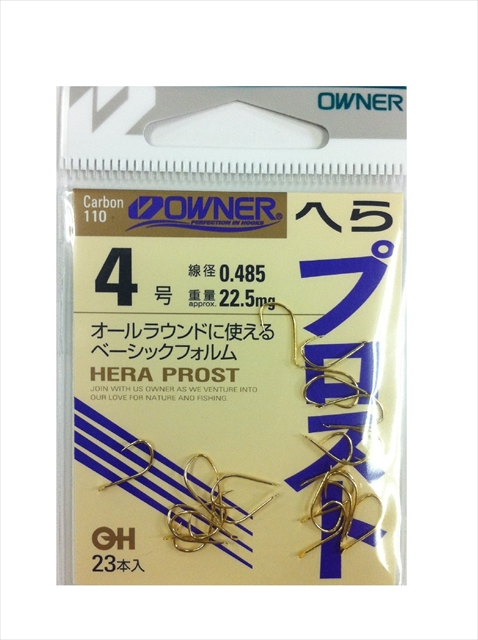 OWNER
Carbon
110
OWNER
PERFECTION IN HOOKS
へら
プロスト
4号
線径 0.485
重量 approx. 22.5mg
オールラウンドに使える
ベーシックフォルム
HERA PROST
JOIN WITH US OWNER AS WE VENTURE INTO
OUR LOVE FOR NATURE AND FISHING.
OH
23本入